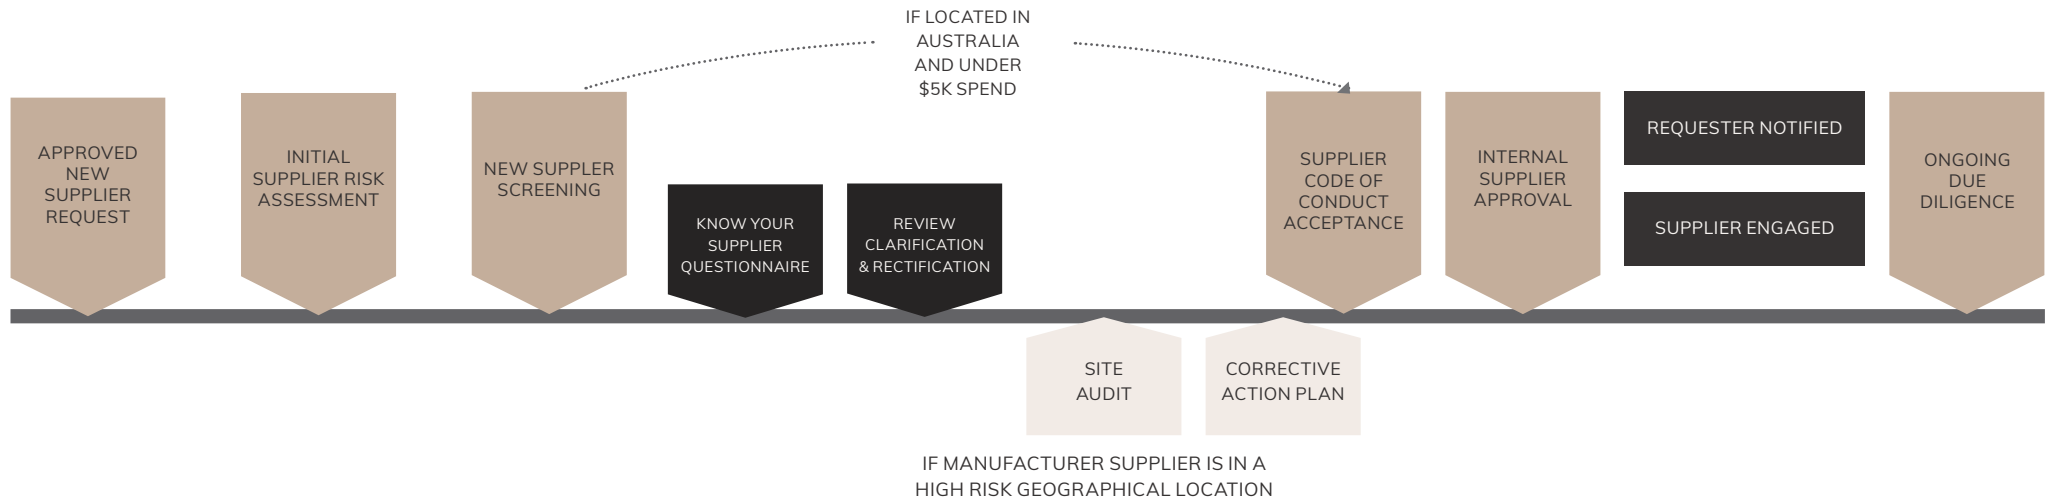 IF LOCATED IN
AUSTRALIA
AND UNDER
$5K SPEND
APPROVED
NEW
SUPPLIER
REQUEST
INITIAL
SUPPLIER RISK
ASSESSMENT
NEW SUPPLER
SCREENING
KNOW YOUR
SUPPLIER
QUESTIONNAIRE
REVIEW
CLARIFICATION
& RECTIFICATION
SITE
AUDIT
CORRECTIVE
ACTION PLAN
IF MANUFACTURER SUPPLIER IS IN A
HIGH RISK GEOGRAPHICAL LOCATION
SUPPLIER
CODE OF
CONDUCT
ACCEPTANCE
INTERNAL
SUPPLIER
APPROVAL
REQUESTER NOTIFIED
SUPPLIER ENGAGED
ONGOING
DUE
DILIGENCE